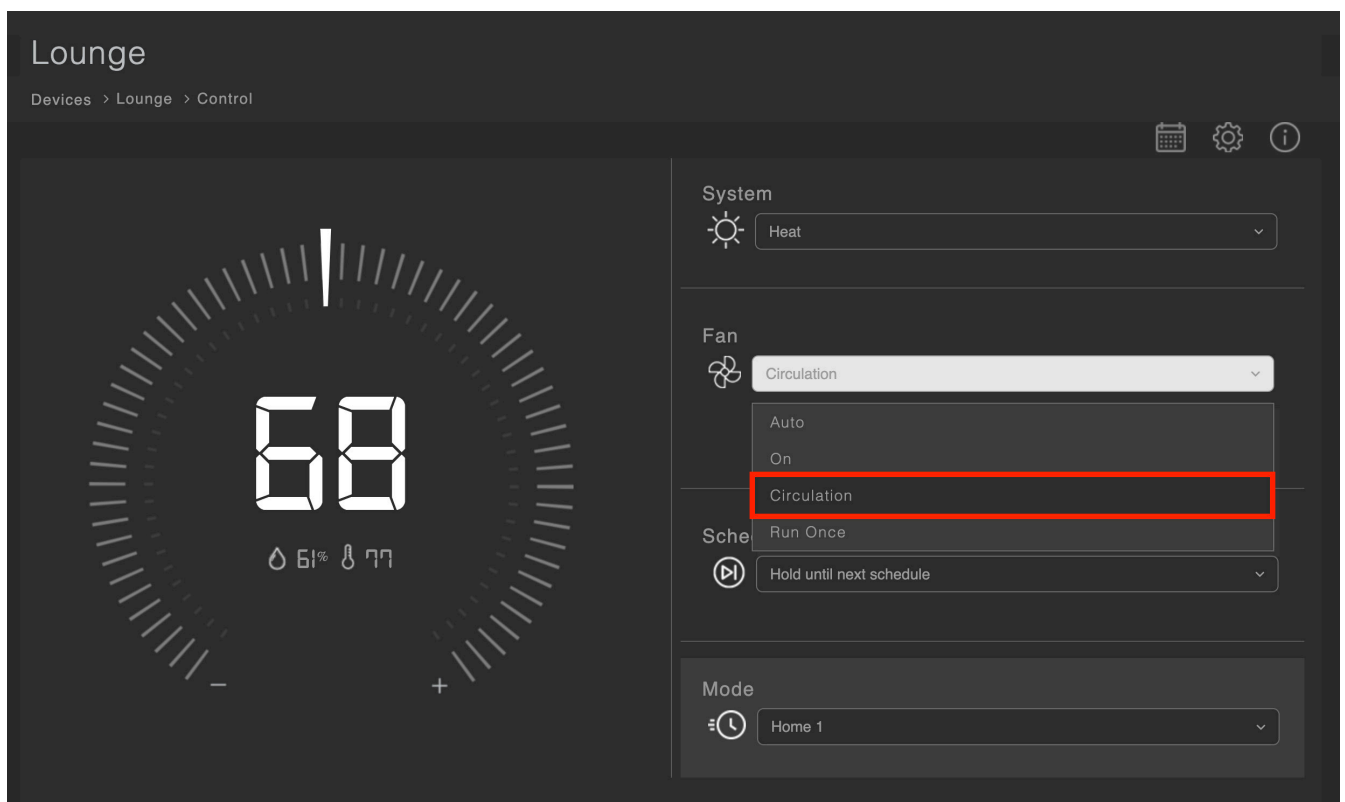 Lounge
Devices > Lounge > Control
System
Heat
Fan
Circulation
Auto
On
Circulation
Run Once
Sche
Hold until next schedule
68
61% 77
− +
Mode
Home 1